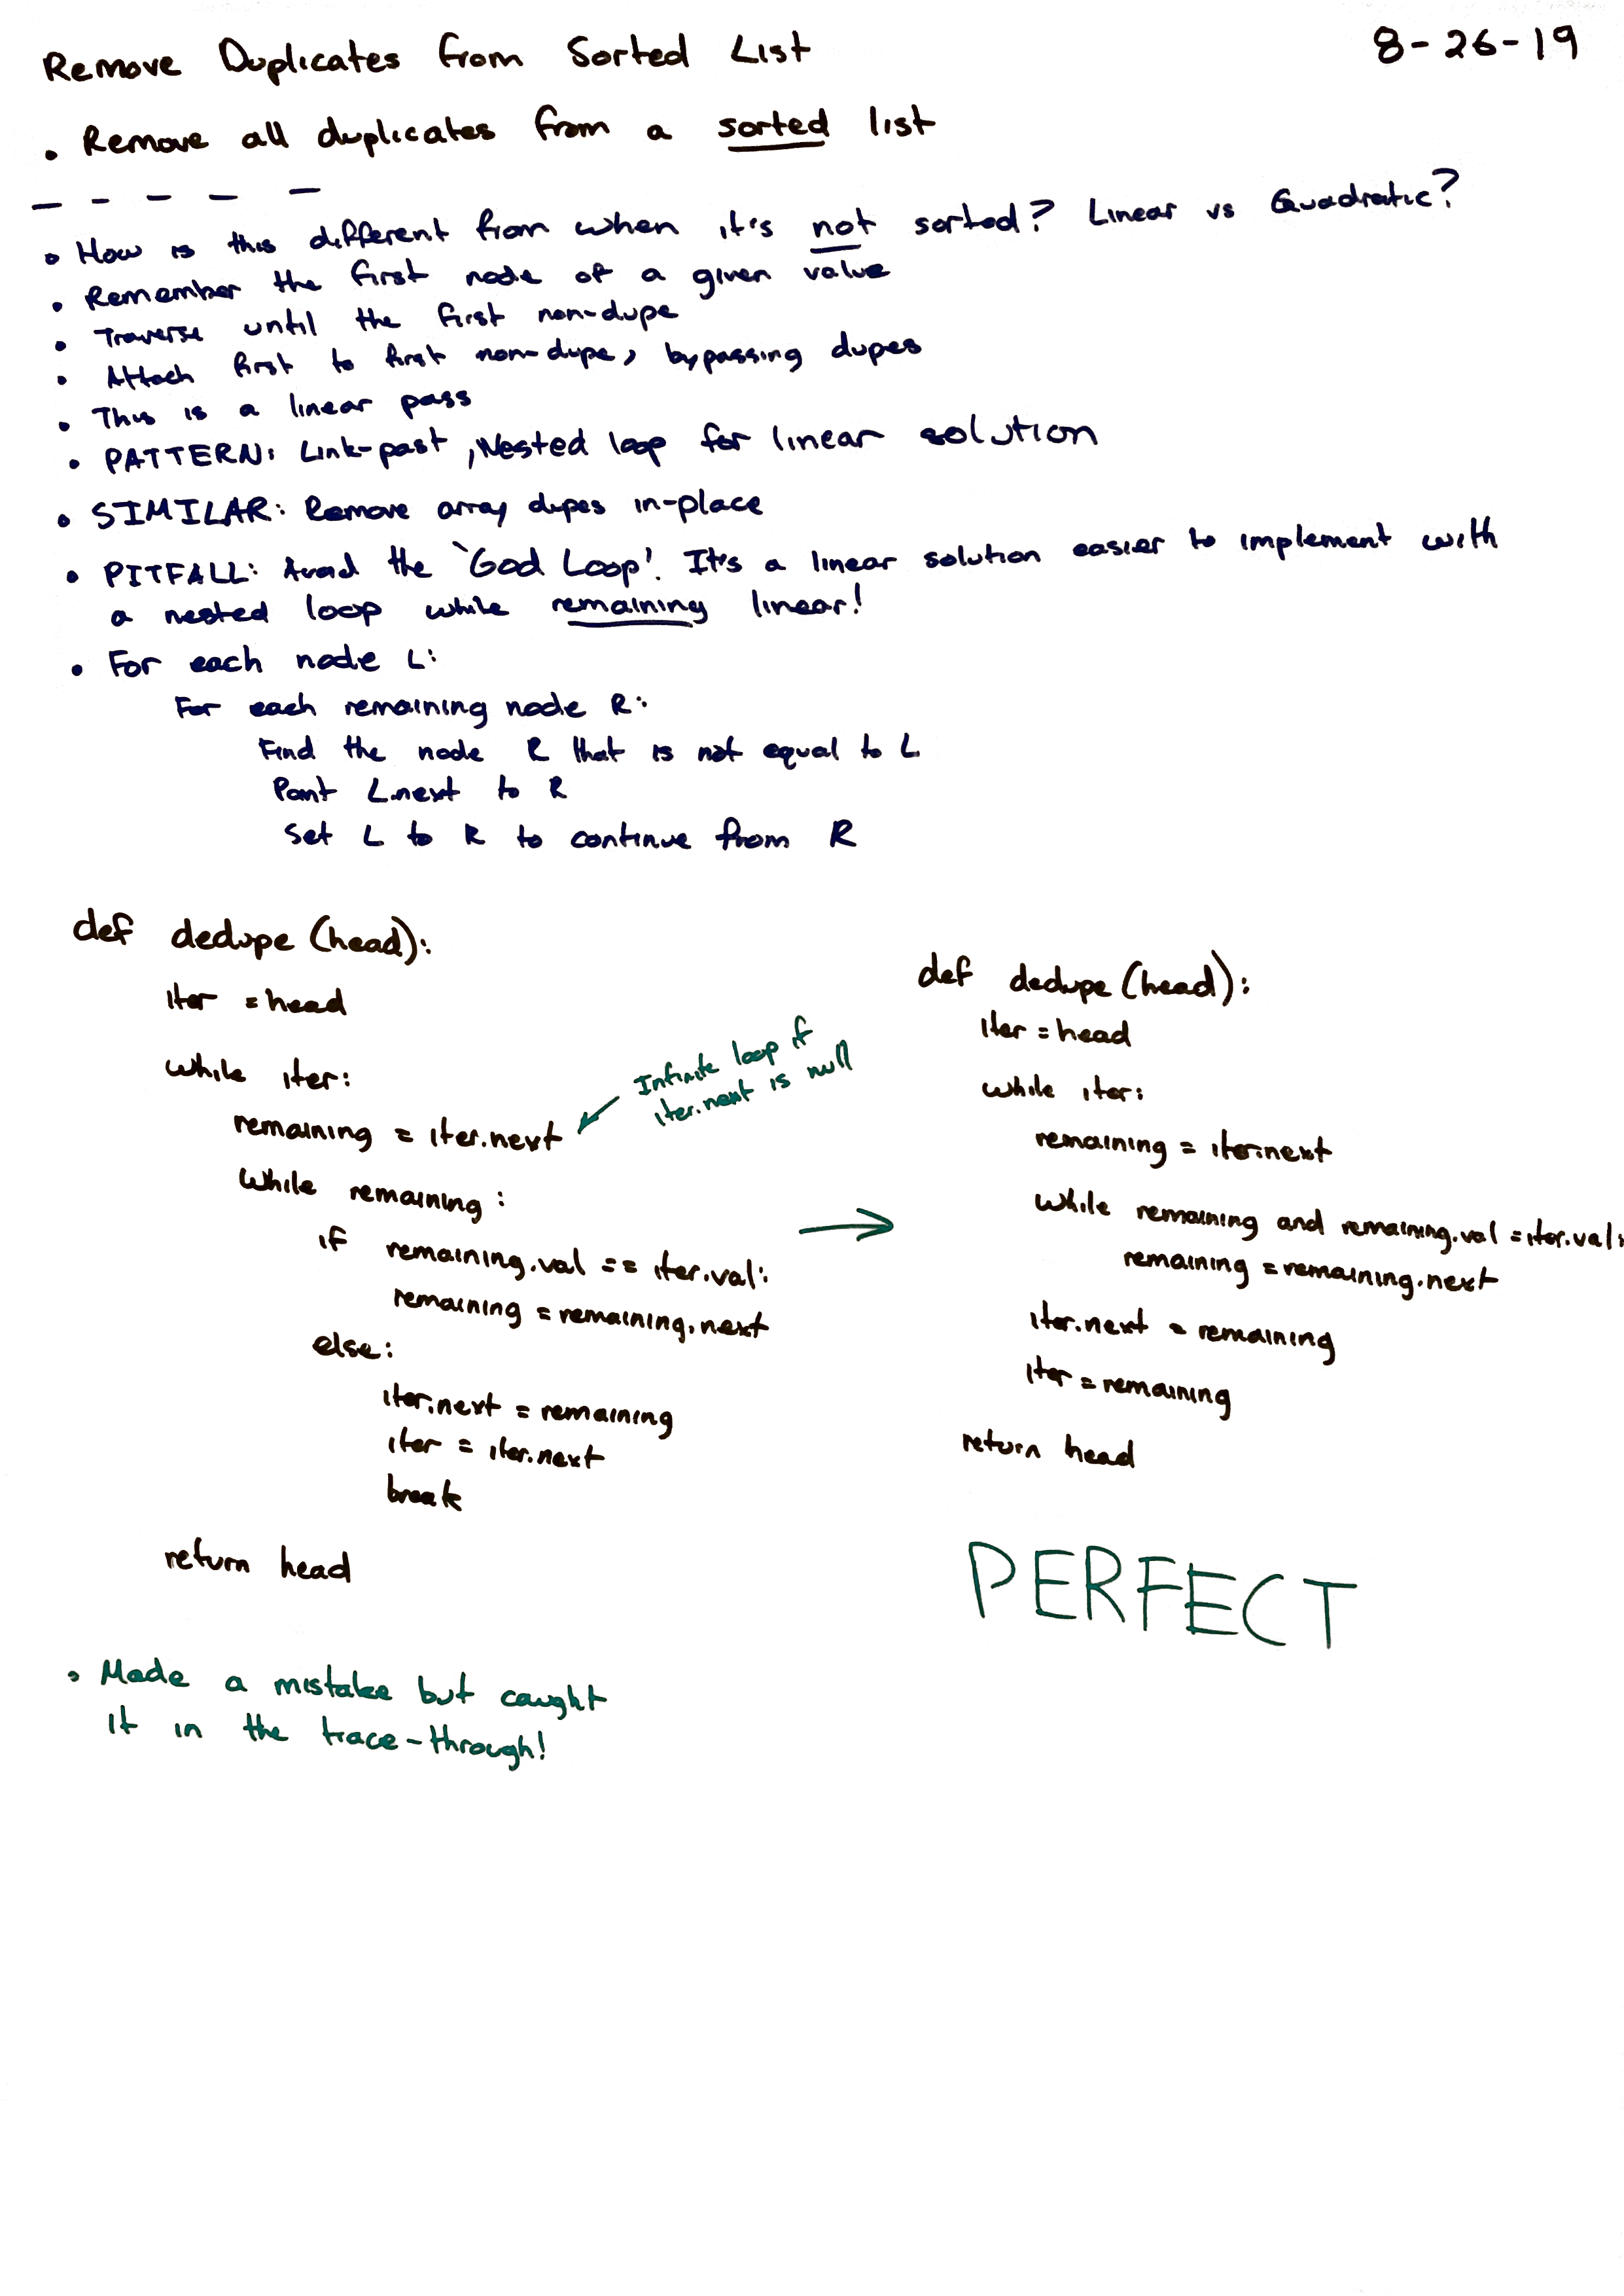 Remove Duplicates from Sorted List
8-26-19
• Remove all duplicates from a sorted list
- - - - -
• How is this different from when it's not sorted? Linear vs Quadratic?
• Remember the first node of a given value
• Traverse until the first non-dupe
• Attach first to first non-dupe, bypassing dupes
• This is a linear pass
• PATTERN: Link-past, Nested loop for linear solution
• SIMILAR: Remove array dupes in-place
• PITFALL: Avoid the `God Loop'. It's a linear solution easier to implement with
a nested loop while remaining linear!
• For each node L:
For each remaining node R:
Find the node R that is not equal to L
Point L.next to R
Set L to R to continue from R
def dedupe (head):
iter = head
while iter:
remaining = iter.next
Infinite loop if
iter.next is null
while remaining:
if remaining.val == iter.val:
remaining = remaining.next
else:
iter.next = remaining
iter = iter.next
break
return head
• Made a mistake but caught
it in the trace-through!
→
def dedupe (head):
iter = head
while iter:
remaining = iter.next
while remaining and remaining.val = iter.val:
remaining = remaining.next
iter.next = remaining
iter = remaining
return head
PERFECT